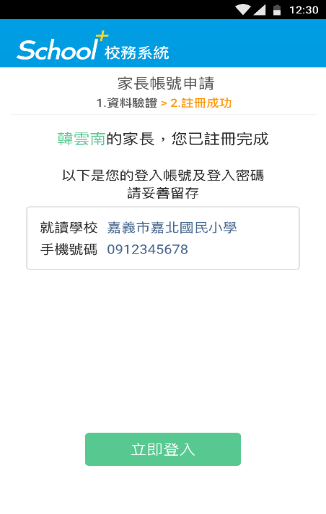 12:30
School+ 校務系統
家長帳號申請
1.資料驗證 > 2.註冊成功
韓雲南的家長，您已註冊完成
以下是您的登入帳號及登入密碼
請妥善留存
就讀學校 嘉義市嘉北國民小學
手機號碼 0912345678
立即登入